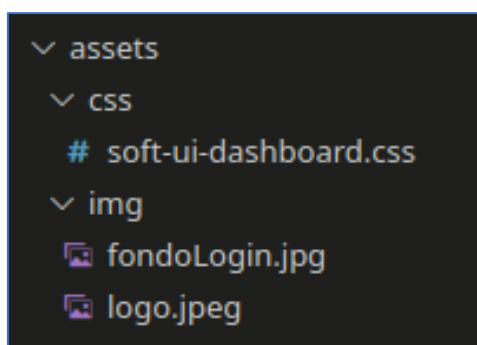 assets
css
# soft-ui-dashboard.css
img
fondoLogin.jpg
logo.jpeg